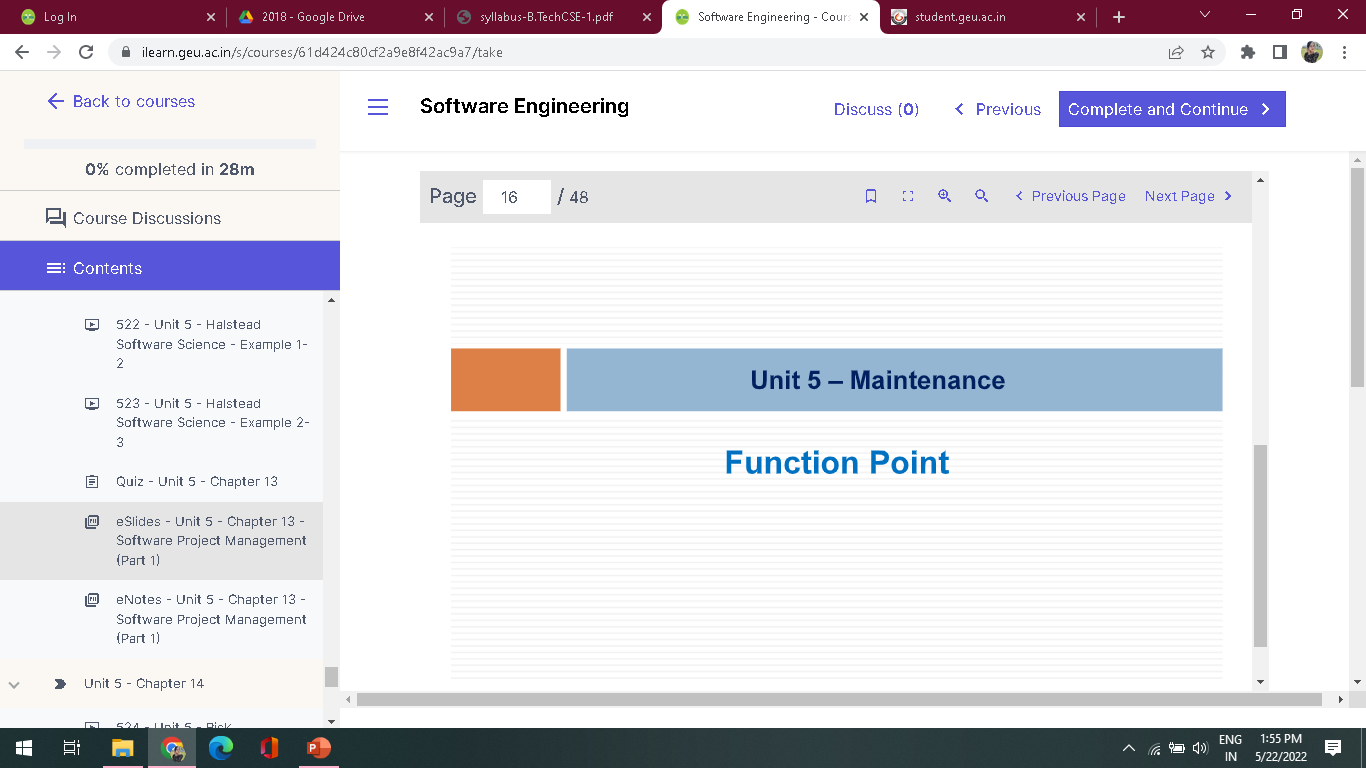 Log In
2018 - Google Drive
syllabus-B.TechCSE-1.pdf
Software Engineering - Cours
student.geu.ac.in
ilearn.geu.ac.in/s/courses/61d424c80cf2a9e8f42ac9a7/take
Back to courses
0% completed in 28m
Course Discussions
Contents
522 - Unit 5 - Halstead
Software Science - Example 1-
2
523 - Unit 5 - Halstead
Software Science - Example 2-
3
Quiz - Unit 5 - Chapter 13
eSlides - Unit 5 - Chapter 13 -
Software Project Management
(Part 1)
eNotes - Unit 5 - Chapter 13 -
Software Project Management
(Part 1)
Unit 5 - Chapter 14
524 - Unit 5 - Risk
Software Engineering
Discuss (0)
Previous
Complete and Continue
Page 16 / 48
Previous Page
Next Page
Unit 5 – Maintenance
Function Point
ENG
IN
1:55 PM
5/22/2022